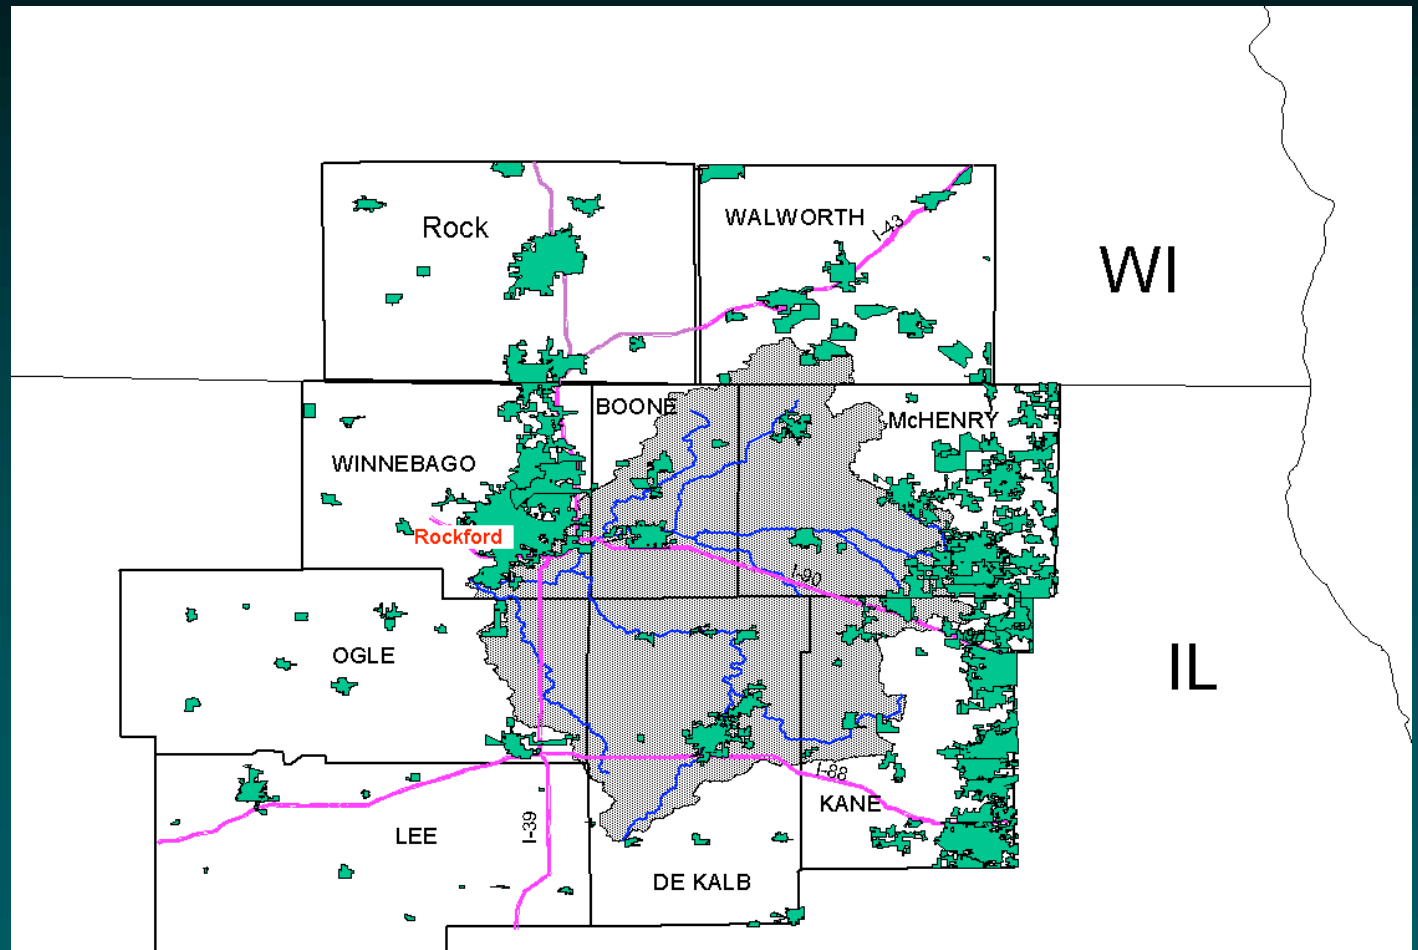 Rock
WALWORTH
I-43
WI
BOONE
McHENRY
WINNEBAGO
Rockford
I-90
OGLE
IL
I-88
KANE
I-39
LEE
DE KALB